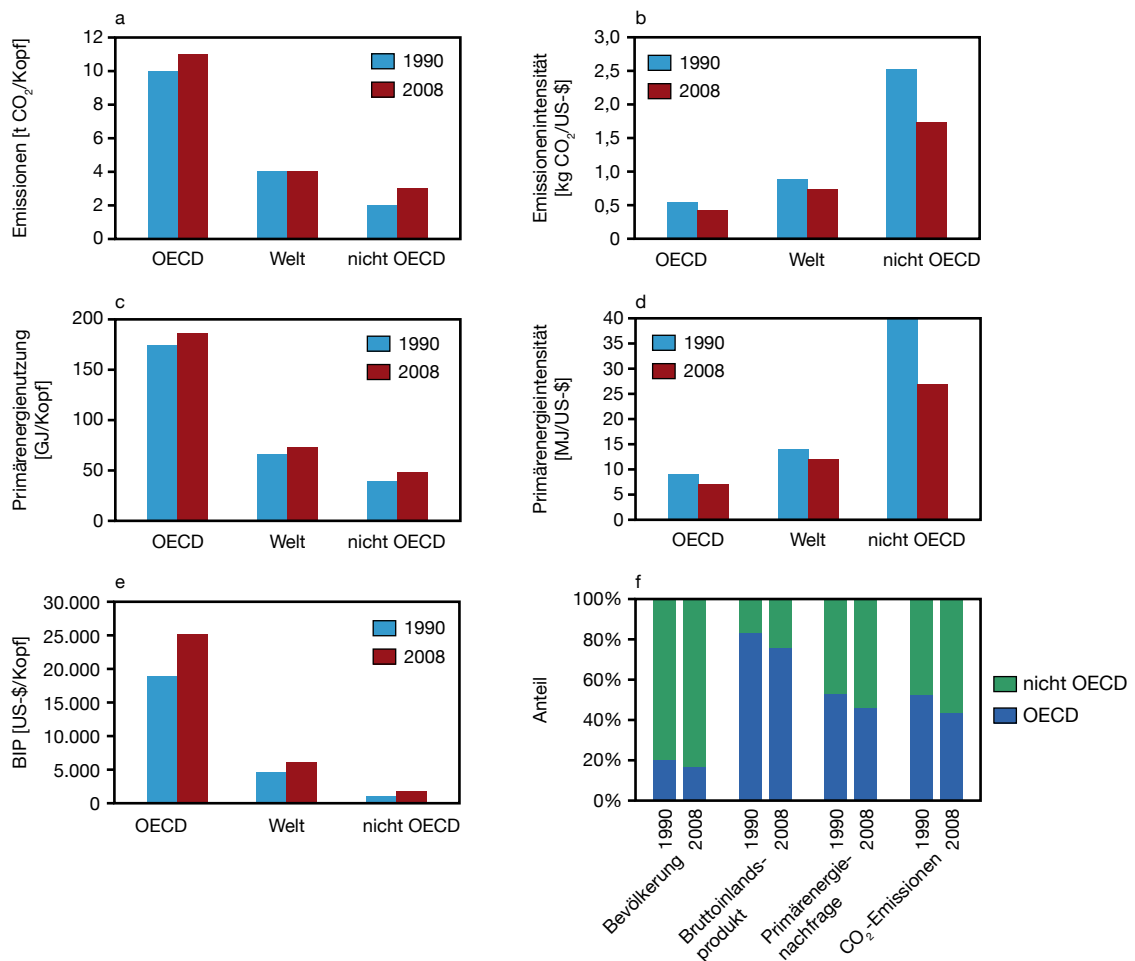 a
Emissionen [t CO₂/Kopf]
12
10
8
6
4
2
0
1990
2008
OECD
Welt
nicht OECD
b
Emissionenintensität
[kg CO₂/US-$]
3,0
2,5
2,0
1,5
1,0
0,5
0
1990
2008
OECD
Welt
nicht OECD
c
Primärenergienutzung
[GJ/Kopf]
200
150
100
50
0
1990
2008
OECD
Welt
nicht OECD
d
Primärenergieintensität
[MJ/US-$]
40
35
30
25
20
15
10
5
0
1990
2008
OECD
Welt
nicht OECD
e
BIP [US-$/Kopf]
30.000
25.000
20.000
15.000
10.000
5.000
0
1990
2008
OECD
Welt
nicht OECD
f
Anteil
100%
80%
60%
40%
20%
0%
nicht OECD
OECD
1990
2008
1990
2008
1990
2008
1990
2008
Bevölkerung
Bruttoinlands-
produkt
Primärenergie-
nachfrage
CO₂-Emissionen